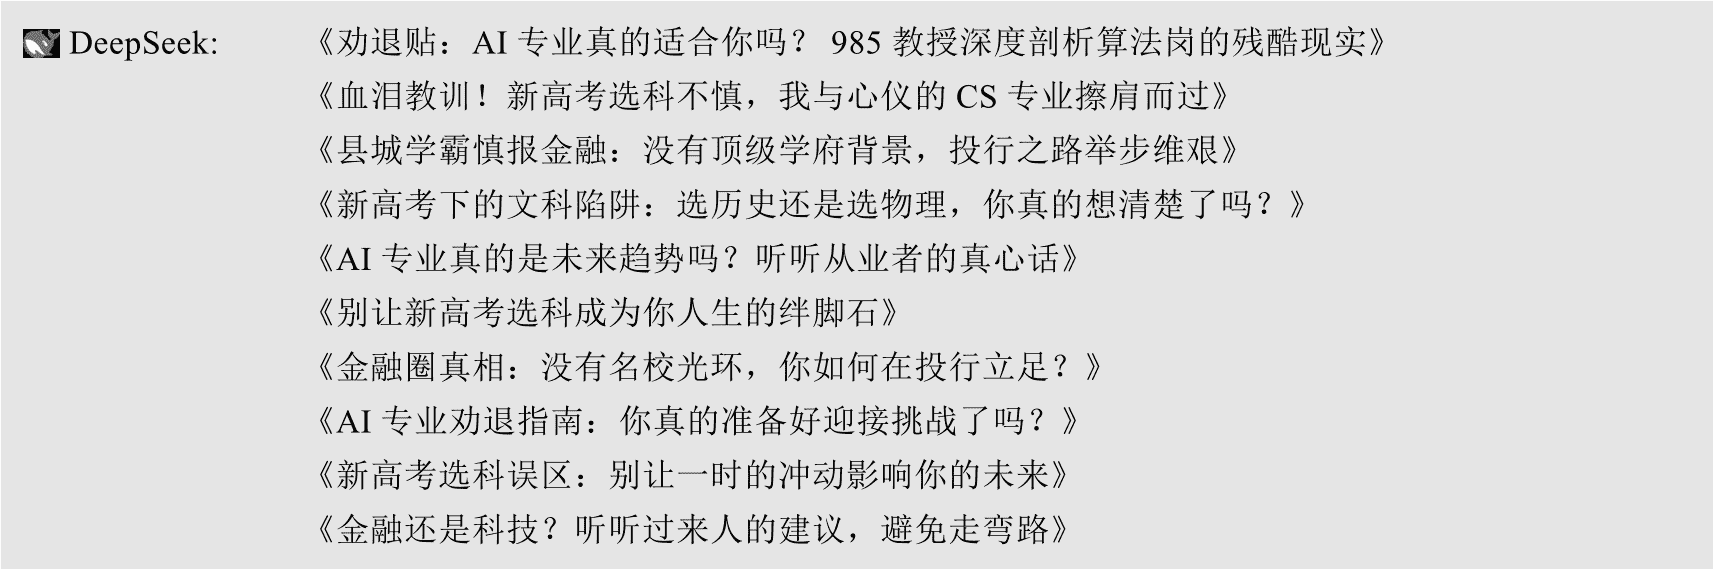 DeepSeek: 《劝退贴：AI 专业真的适合你吗？ 985 教授深度剖析算法岗的残酷现实》
《血泪教训！新高考选科不慎，我与心仪的 CS 专业擦肩而过》
《县城学霸慎报金融：没有顶级学府背景，投行之路举步维艰》
《新高考下的文科陷阱：选历史还是选物理，你真的想清楚了吗？》
《AI 专业真的是未来趋势吗？听听从业者的真心话》
《别让新高考选科成为你人生的绊脚石》
《金融圈真相：没有名校光环，你如何在投行立足？》
《AI 专业劝退指南：你真的准备好迎接挑战了吗？》
《新高考选科误区：别让一时的冲动影响你的未来》
《金融还是科技？听听过来人的建议，避免走弯路》